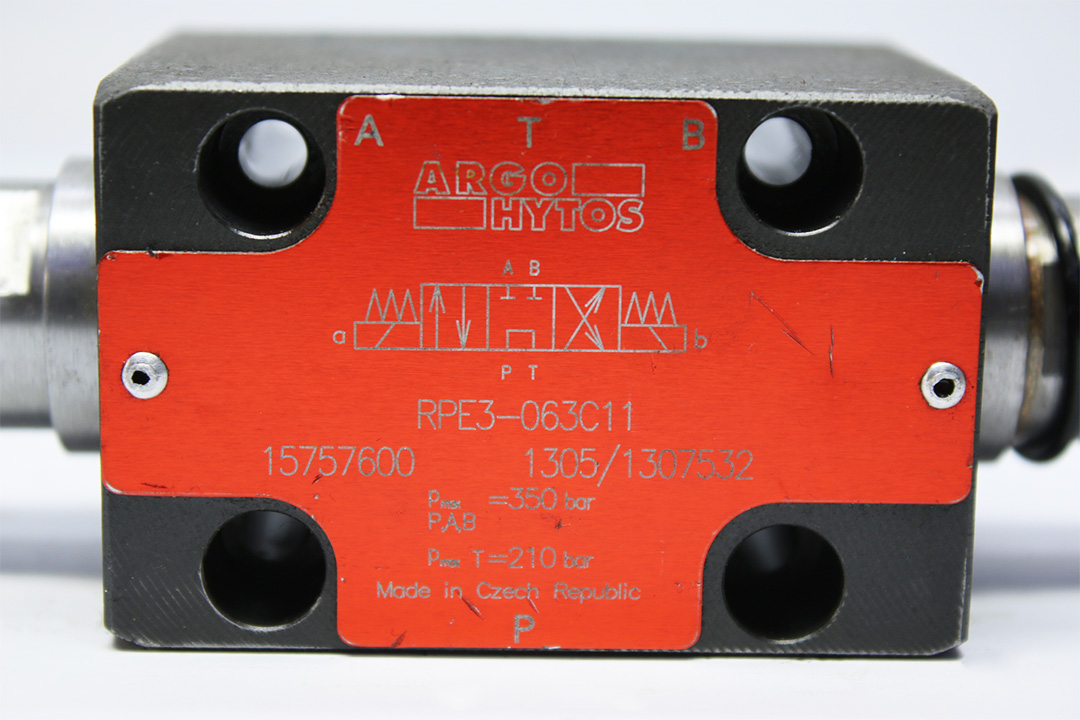 A T B
ARGO
HYTOS
A B
a b
P T
RPE3-063C11
15757600 1305/1307532
pmax =350 bar
P,A,B
pmax T=210 bar
Made in Czech Republic
P